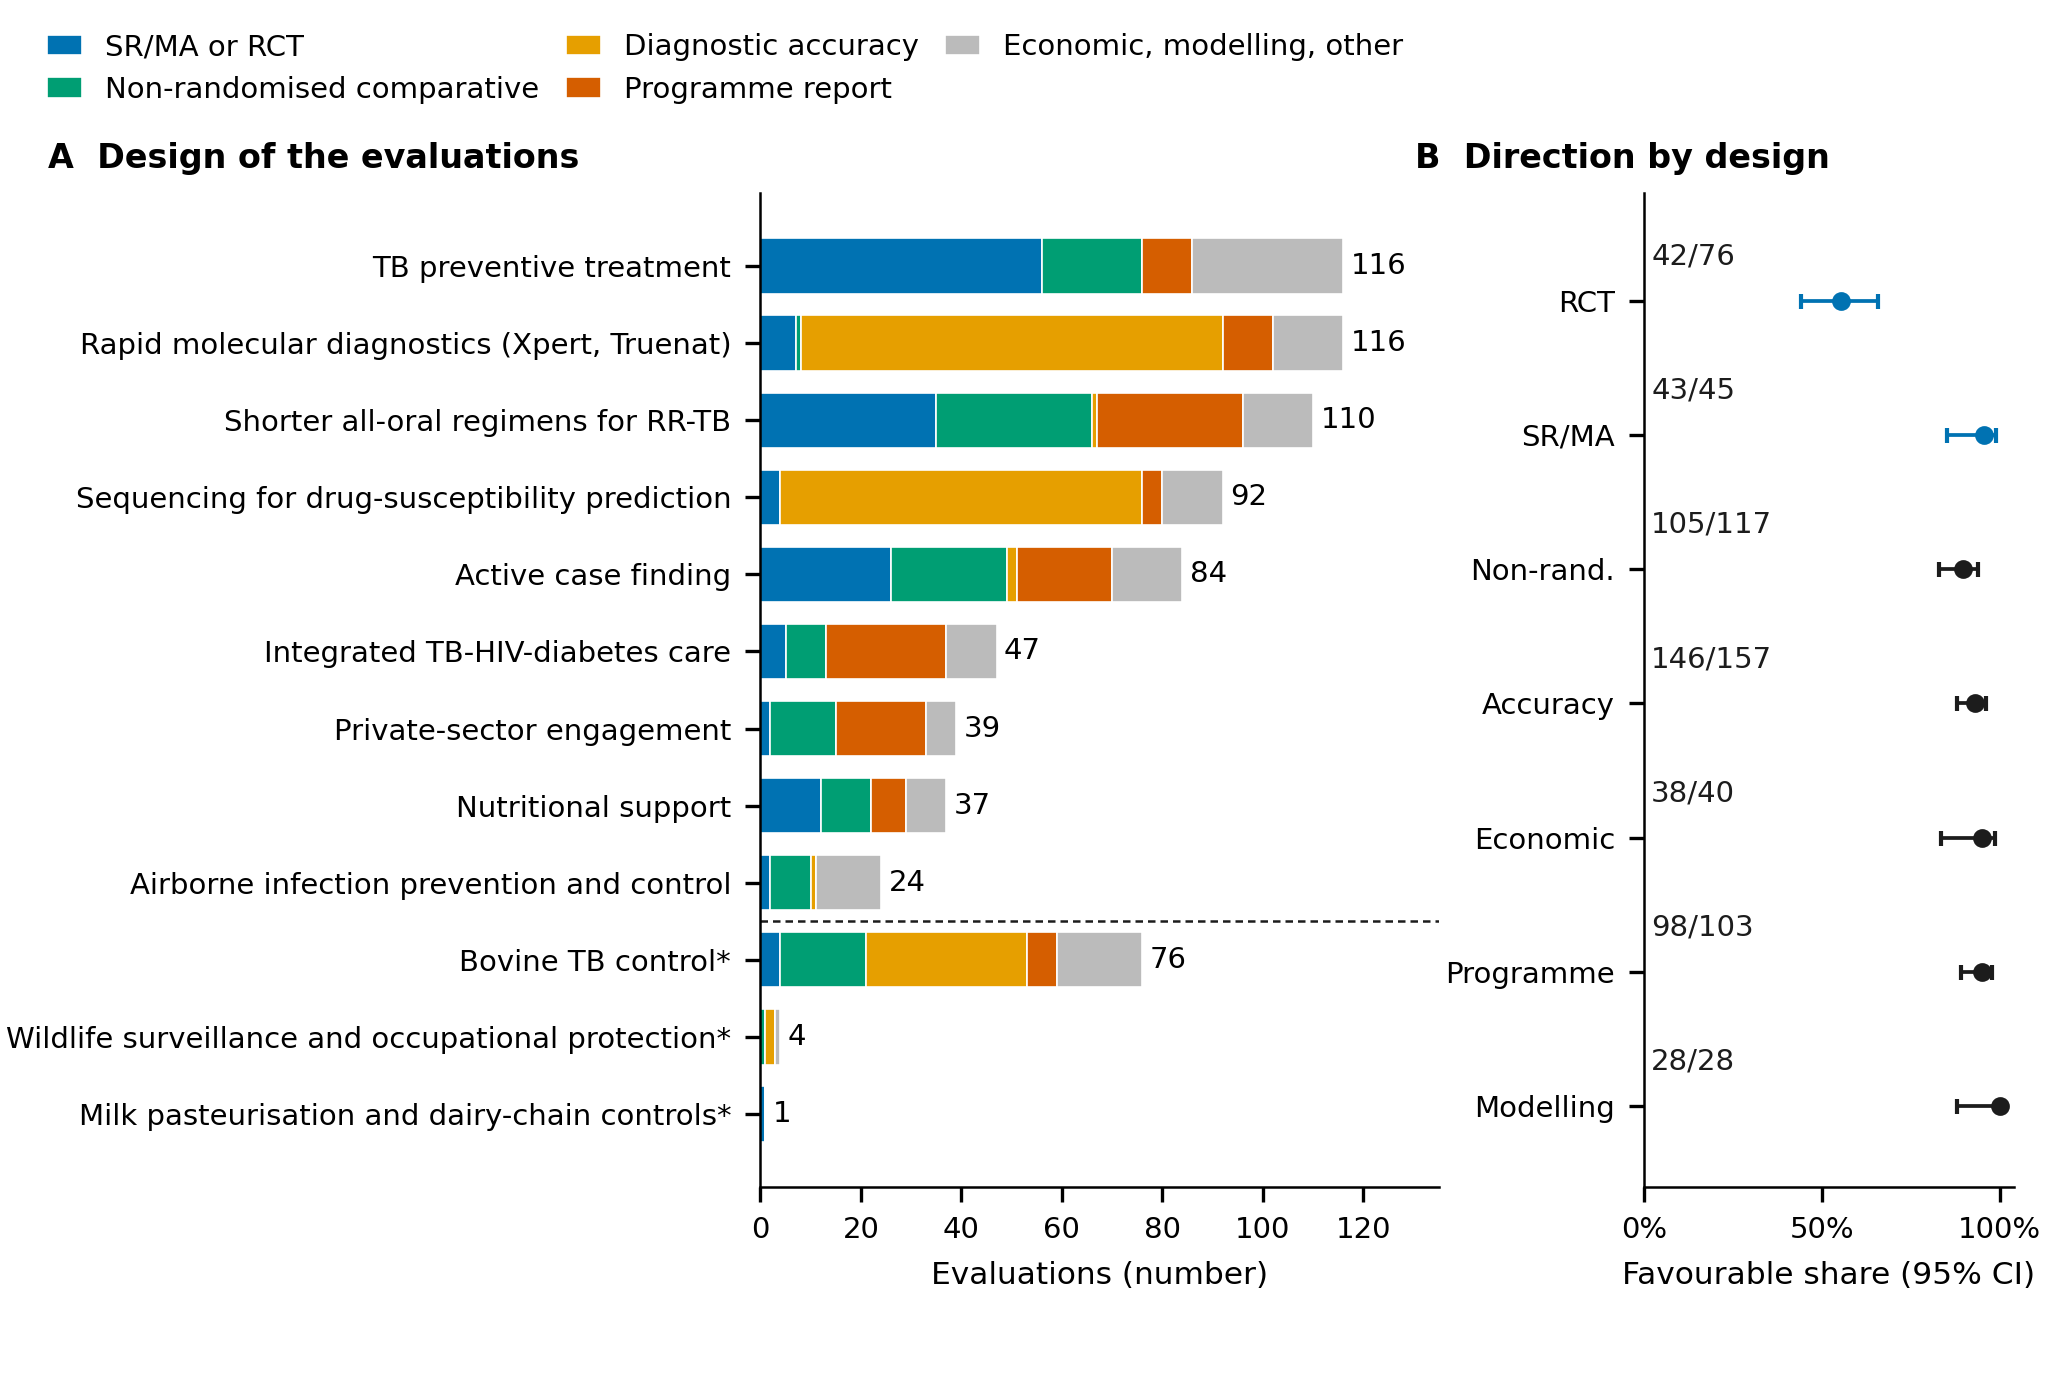 SR/MA or RCT
Non-randomised comparative
Diagnostic accuracy
Programme report
Economic, modelling, other
A Design of the evaluations
TB preventive treatment 116
Rapid molecular diagnostics (Xpert, Truenat) 116
Shorter all-oral regimens for RR-TB 110
Sequencing for drug-susceptibility prediction 92
Active case finding 84
Integrated TB-HIV-diabetes care 47
Private-sector engagement 39
Nutritional support 37
Airborne infection prevention and control 24
Bovine TB control* 76
Wildlife surveillance and occupational protection* 4
Milk pasteurisation and dairy-chain controls* 1
0 20 40 60 80 100 120
Evaluations (number)
B Direction by design
42/76
RCT
43/45
SR/MA
105/117
Non-rand.
146/157
Accuracy
38/40
Economic
98/103
Programme
28/28
Modelling
0% 50% 100%
Favourable share (95% CI)